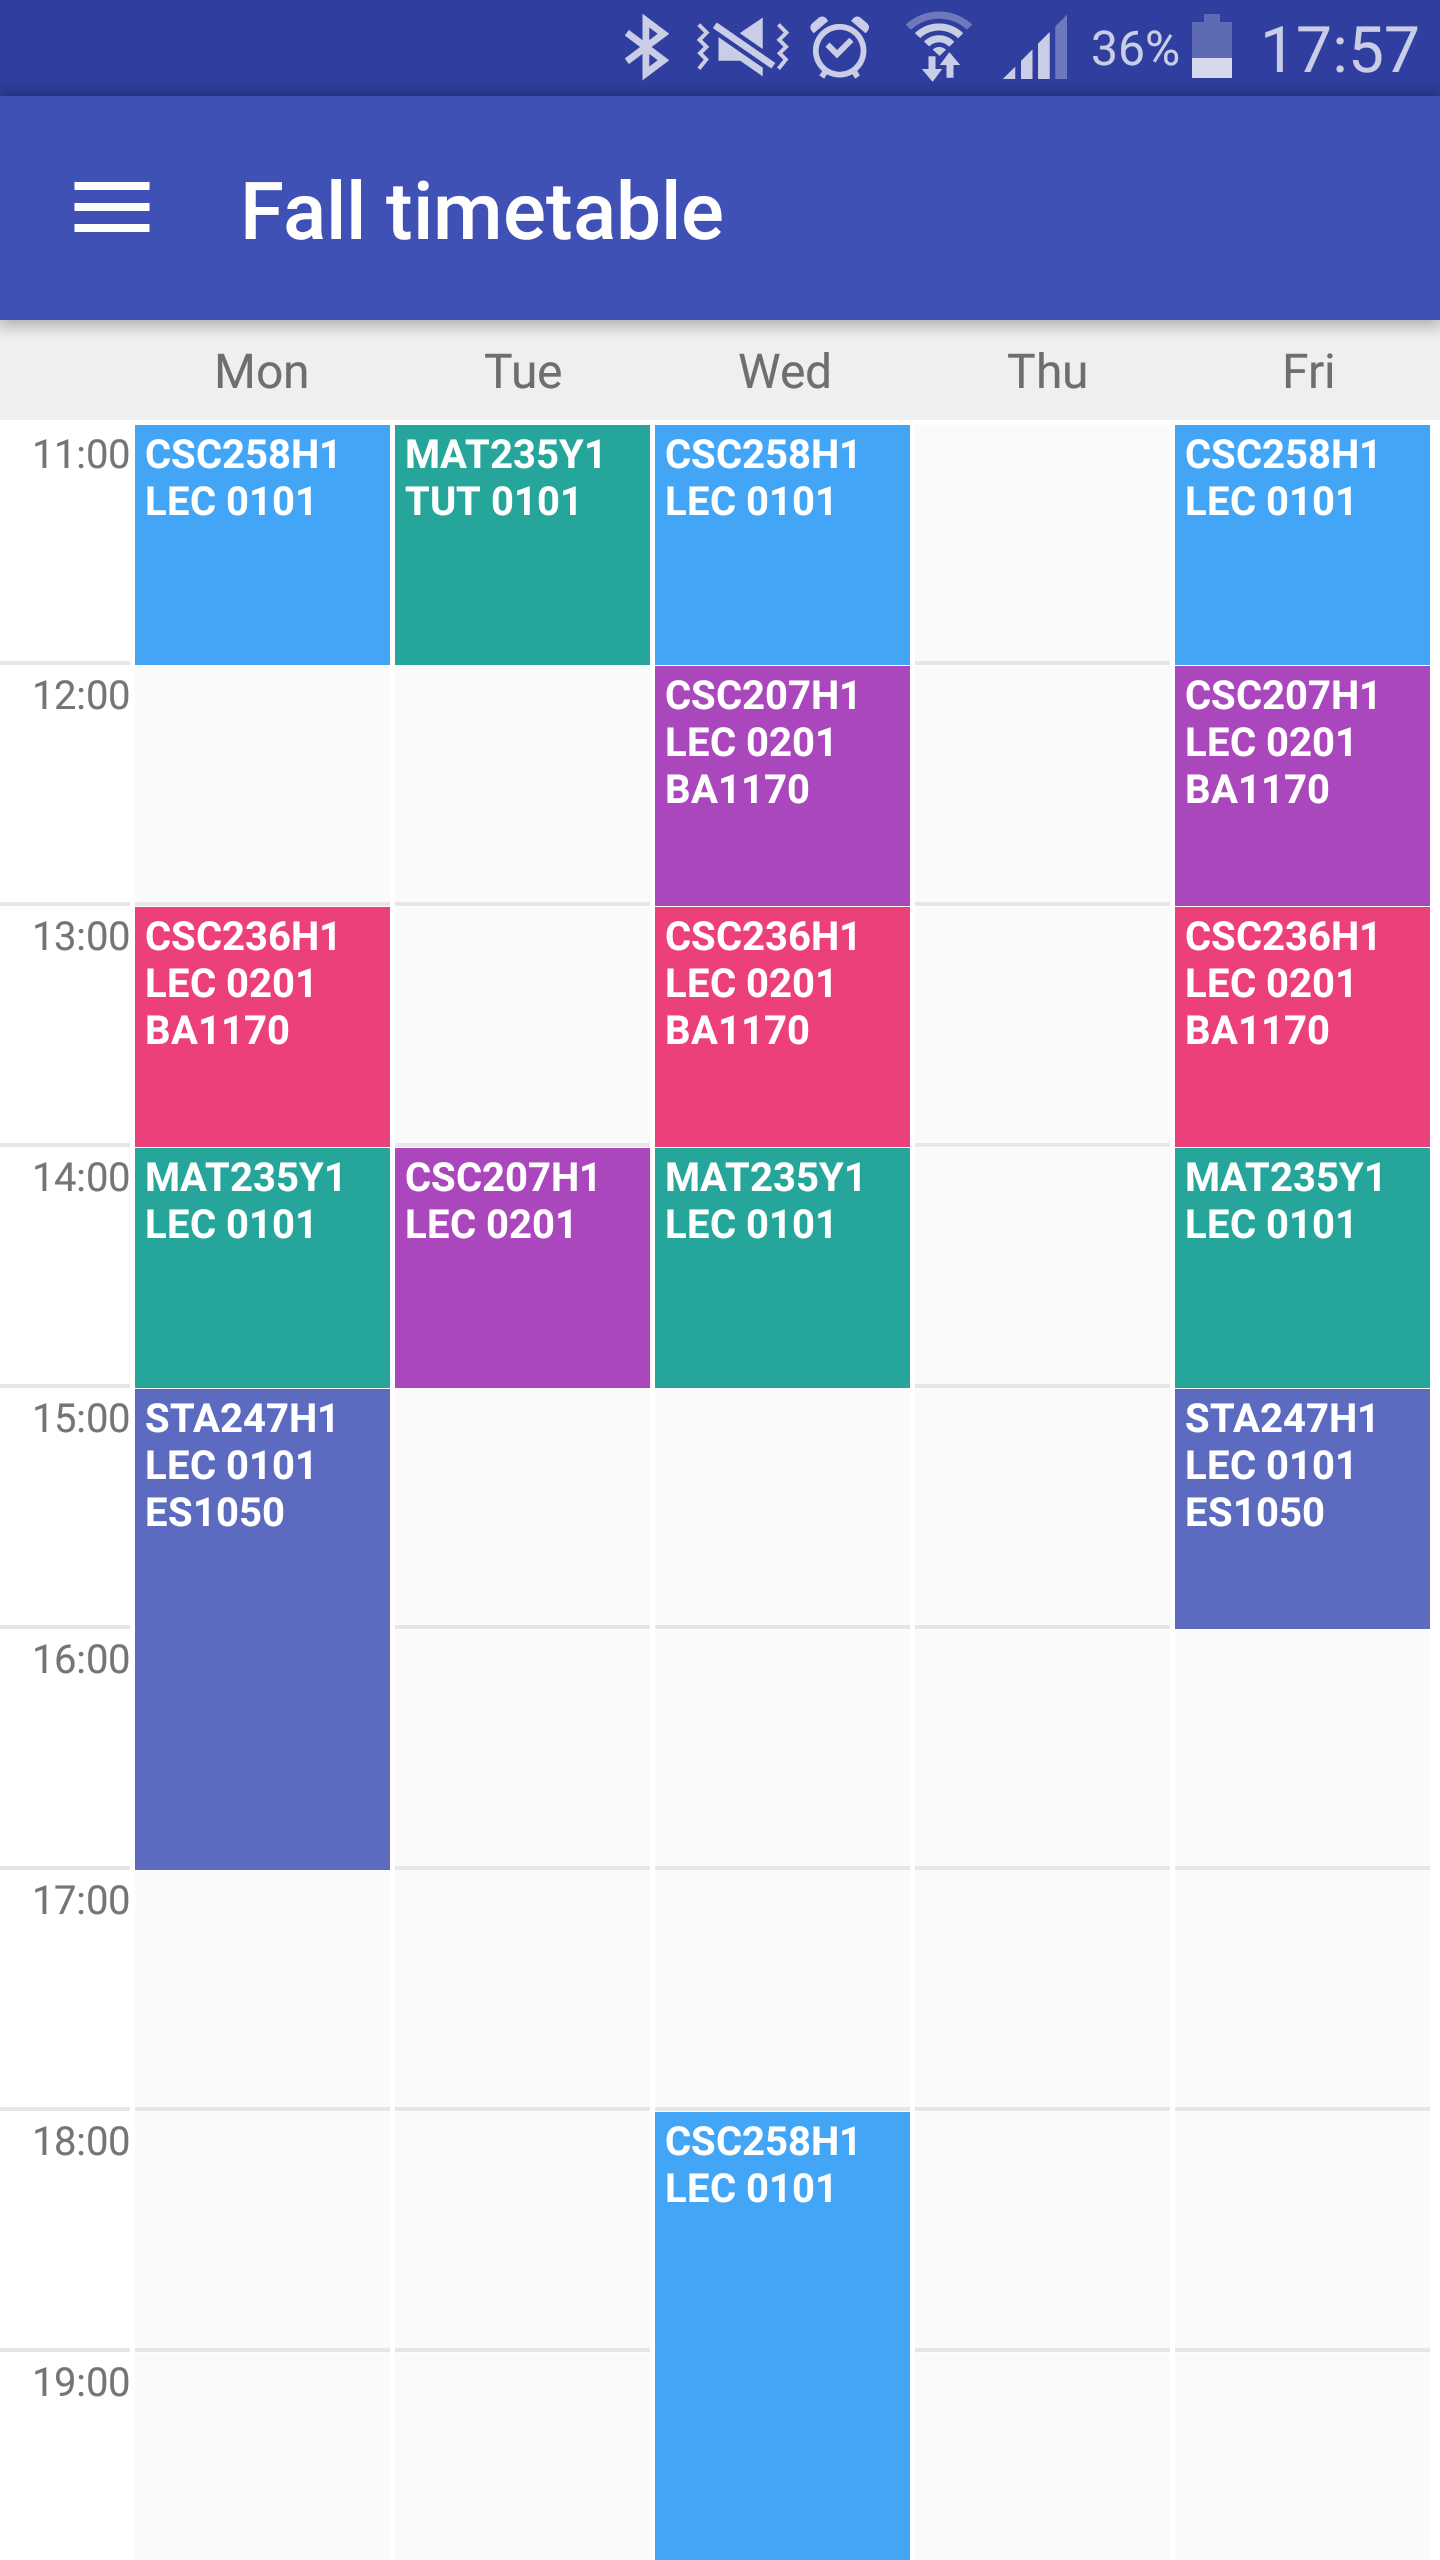 36% 17:57
Fall timetable
Mon Tue Wed Thu Fri
11:00
CSC258H1
LEC 0101
MAT235Y1
TUT 0101
CSC258H1
LEC 0101
CSC258H1
LEC 0101
12:00
CSC207H1
LEC 0201
BA1170
CSC207H1
LEC 0201
BA1170
13:00
CSC236H1
LEC 0201
BA1170
CSC236H1
LEC 0201
BA1170
CSC236H1
LEC 0201
BA1170
14:00
MAT235Y1
LEC 0101
CSC207H1
LEC 0201
MAT235Y1
LEC 0101
MAT235Y1
LEC 0101
15:00
STA247H1
LEC 0101
ES1050
STA247H1
LEC 0101
ES1050
16:00
17:00
18:00
CSC258H1
LEC 0101
19:00